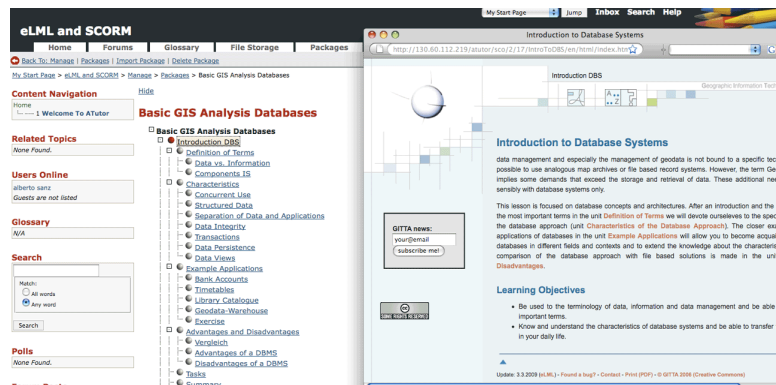 My Start Page Jump Inbox Search Help
eLML and SCORM
Home Forums Glossary File Storage Packages
Back To: Manage | Packages | Import Package | Delete Package
My Start Page > eLML and SCORM > Manage > Packages > Basic GIS Analysis Databases
Content Navigation
Home
1 Welcome To ATutor
Related Topics
None Found.
Users Online
alberto sanz
Guests are not listed
Glossary
N/A
Search
Match:
All words
Any word
Search
Polls
None Found.
Hide
Basic GIS Analysis Databases
Basic GIS Analysis Databases
Introduction DBS
Definition of Terms
Data vs. Information
Components IS
Characteristics
Concurrent Use
Structured Data
Separation of Data and Applications
Data Integrity
Transactions
Data Persistence
Data Views
Example Applications
Bank Accounts
Timetables
Library Catalogue
Geodata-Warehouse
Exercise
Advantages and Disadvantages
Vergleich
Advantages of a DBMS
Disadvantages of a DBMS
Tasks
Summary
Introduction to Database Systems
http://130.60.112.219/atutor/sco/2/17/IntroToDBS/en/html/index.htm
Introduction DBS
Geographic Information Tech
GITTA news:
your@email
subscribe me!
cc
SOME RIGHTS RESERVED
Introduction to Database Systems
data management and especially the management of geodata is not bound to a specific tec
possible to use analogous map archives or file based record systems. However, the term Ge
implies some demands that exceed the storage and retrieval of data. These additional nee
sensibly with database systems only.
This lesson is focused on database concepts and architectures. After an introduction and the
the most important terms in the unit Definition of Terms we will devote ourseleves to the spec
the database approach (unit Characteristics of the Database Approach). The closer exa
applications of databases in the unit Example Applications will allow you to become acquai
databases in different fields and contexts and to extend the knowledge about the characteris
comparison of the database approach with file based solutions is made in the uni
Disadvantages.
Learning Objectives
Be used to the terminology of data, information and data management and be able
important terms.
Know and understand the characteristics of database systems and be able to transfer
in your daily life.
Update: 3.3.2009 (eLML) • Found a bug? • Contact • Print (PDF) • © GITTA 2006 (Creative Commons)